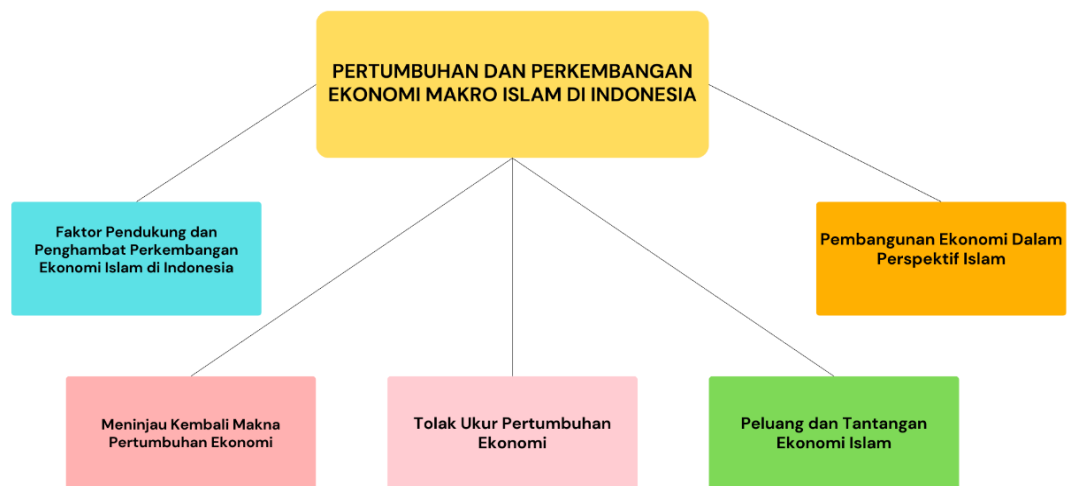 PERTUMBUHAN DAN PERKEMBANGAN
EKONOMI MAKRO ISLAM DI INDONESIA
Faktor Pendukung dan
Penghambat Perkembangan
Ekonomi Islam di Indonesia
Pembangunan Ekonomi Dalam
Perspektif Islam
Meninjau Kembali Makna
Pertumbuhan Ekonomi
Tolak Ukur Pertumbuhan
Ekonomi
Peluang dan Tantangan
Ekonomi Islam